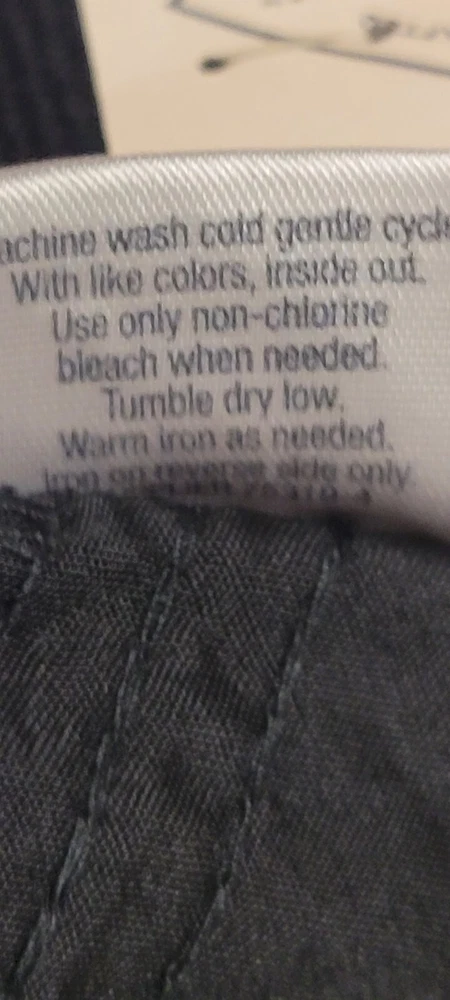 achine wash cold gentle cycle
With like colors, inside out.
Use only non-chlorine
bleach when needed.
Tumble dry low.
Warm iron as needed.
Iron on reverse side only